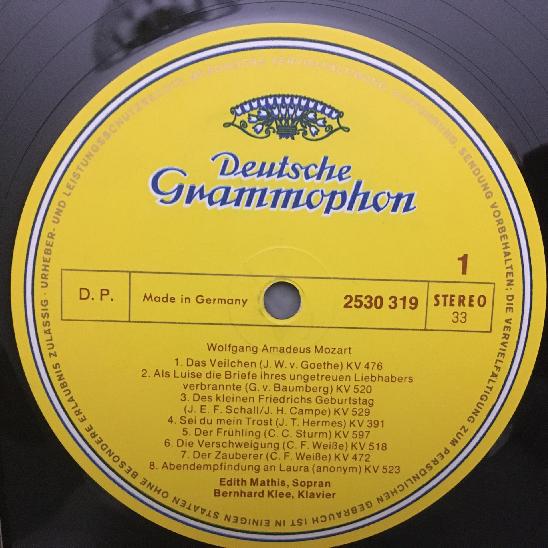 Deutsche
Grammophon
1
D. P.
Made in Germany
2530 319
STEREO
33
Wolfgang Amadeus Mozart
1. Das Veilchen (J. W. v. Goethe) KV 476
2. Als Luise die Briefe ihres ungetreuen Liebhabers
verbrannte (G. v. Baumberg) KV 520
3. Des kleinen Friedrichs Geburtstag
(J. E. F. Schall/J. H. Campe) KV 529
4. Sei du mein Trost (J. T. Hermes) KV 391
5. Der Frühling (C. C. Sturm) KV 597
6. Die Verschweigung (C. F. Weiße) KV 518
7. Der Zauberer (C. F. Weiße) KV 472
8. Abendempfindung an Laura (anonym) KV 523
Edith Mathis, Sopran
Bernhard Klee, Klavier
URHEBER- UND LEISTUNGSSCHUTZRECHTE, SENDUNG VORBEHALTEN; DIE VERVIELFÄLTIGUNG ZUM PERSÖNLICHEN GEBRAUCH IST IN EINIGEN STAATEN OHNE BESONDERE ERLAUBNIS ZULÄSSIG ·